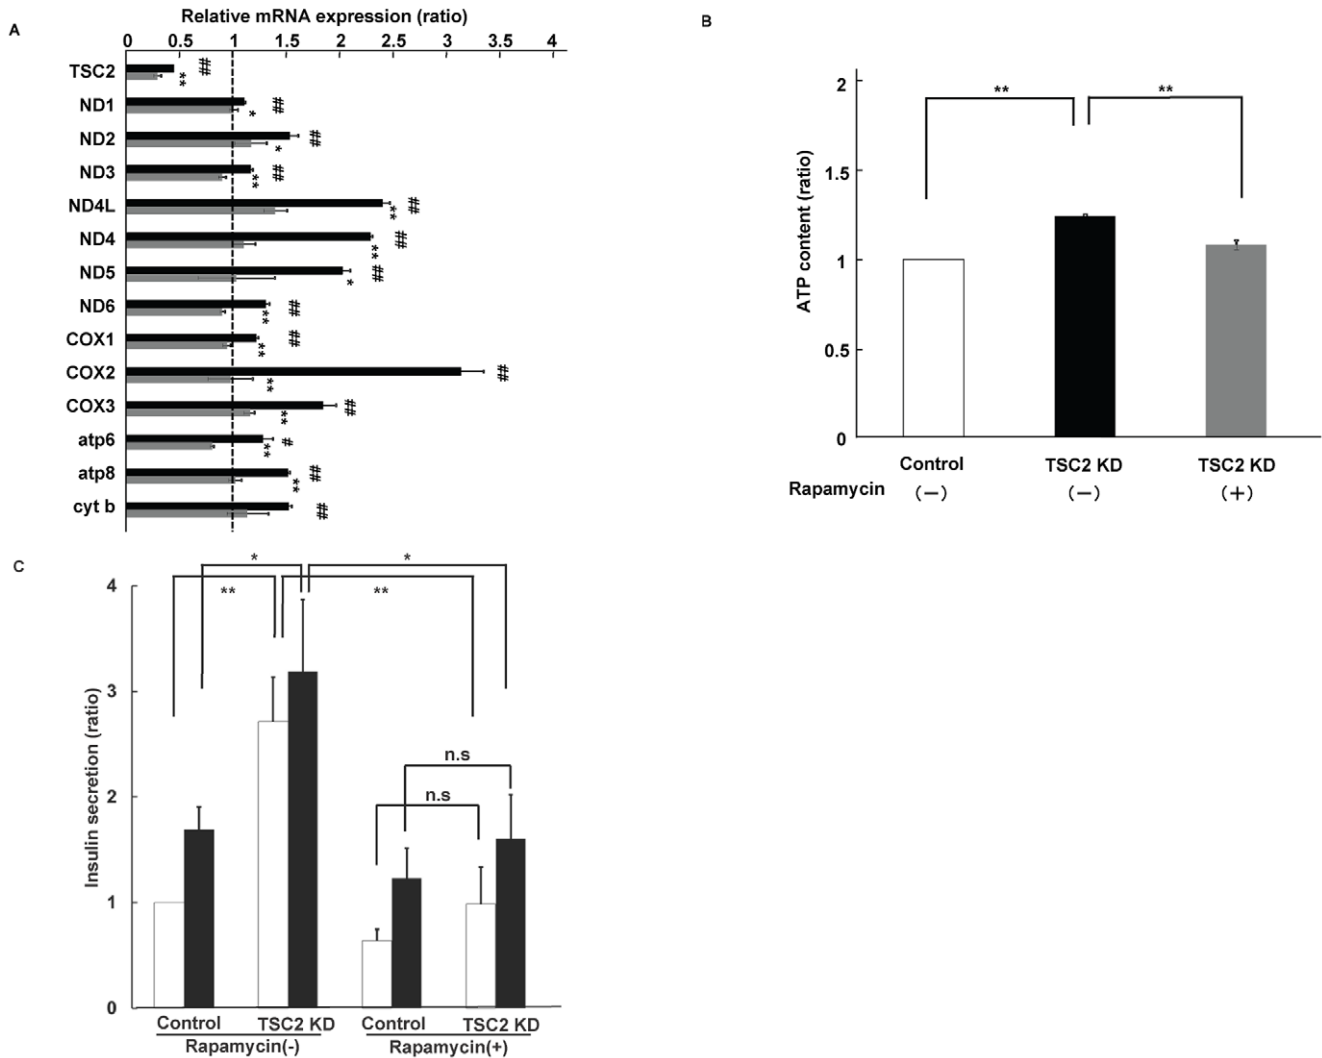 A
Relative mRNA expression (ratio)
0 0.5 1 1.5 2 2.5 3 3.5 4
TSC2 ** ##
ND1 * ##
ND2 * ##
ND3 ** ##
ND4L ** ##
ND4 ** ##
ND5 * ##
ND6 ** ##
COX1 ** ##
COX2 ** ##
COX3 ** ##
atp6 ** #
atp8 ** ##
cyt b ##
B
ATP content (ratio)
2
1.5
1
0.5
0
** **
Control TSC2 KD TSC2 KD
Rapamycin (−) (−) (+)
C
Insulin secretion (ratio)
4
3
2
1
0
* *
** **
n.s
n.s
Control TSC2 KD Control TSC2 KD
Rapamycin(-) Rapamycin(+)